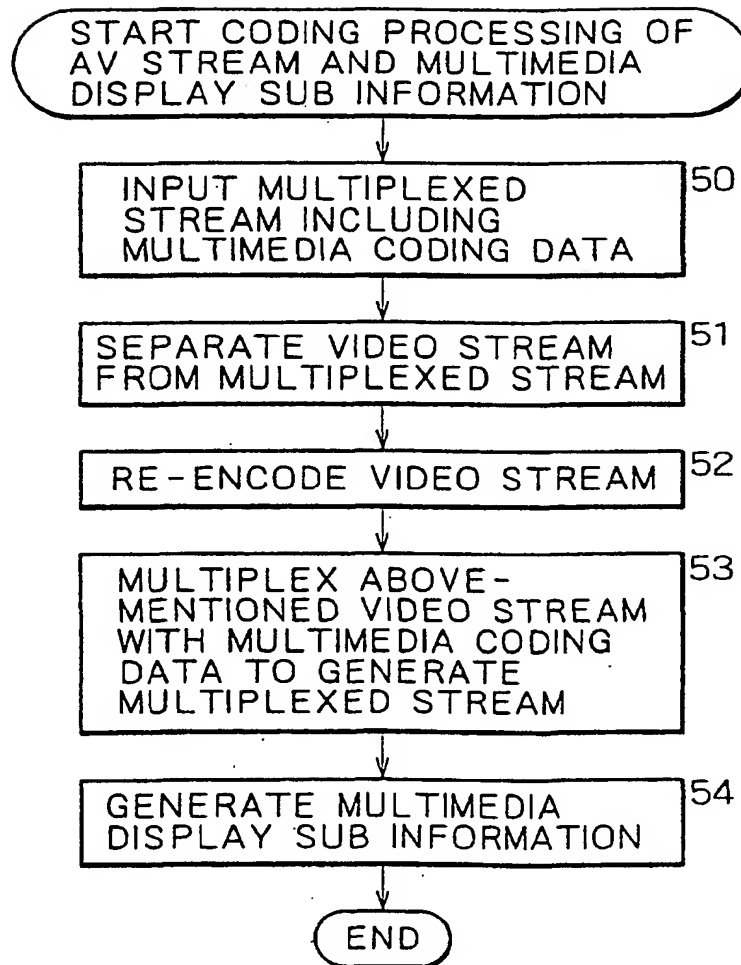 START CODING PROCESSING OF
AV STREAM AND MULTIMEDIA
DISPLAY SUB INFORMATION
50
INPUT MULTIPLEXED
STREAM INCLUDING
MULTIMEDIA CODING DATA
51
SEPARATE VIDEO STREAM
FROM MULTIPLEXED STREAM
52
RE-ENCODE VIDEO STREAM
53
MULTIPLEX ABOVE-
MENTIONED VIDEO STREAM
WITH MULTIMEDIA CODING
DATA TO GENERATE
MULTIPLEXED STREAM
54
GENERATE MULTIMEDIA
DISPLAY SUB INFORMATION
END